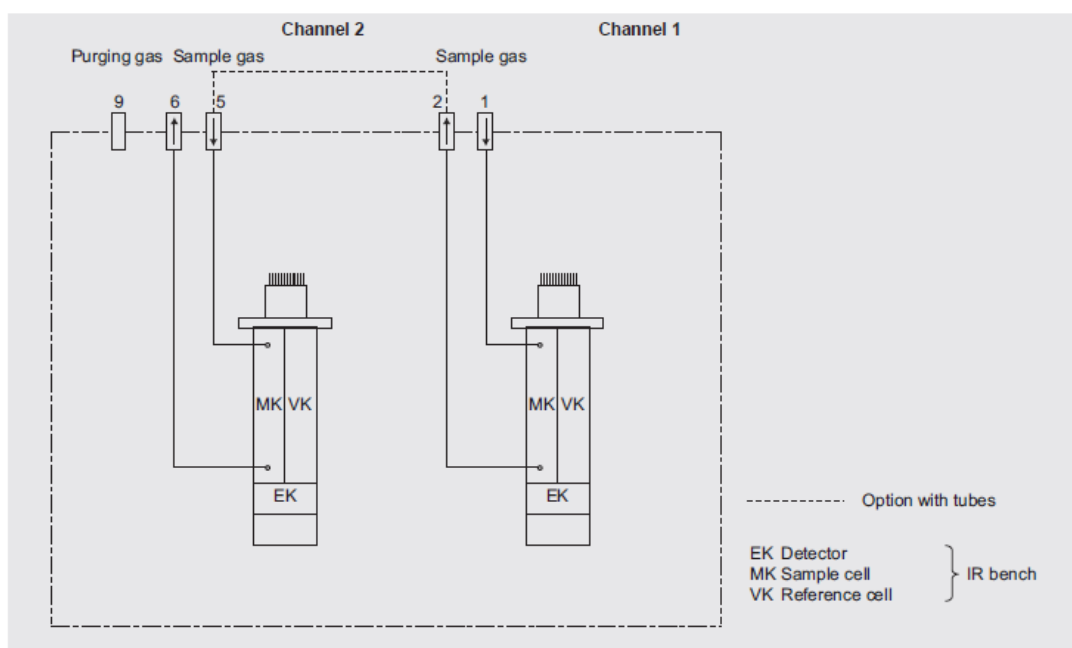 Channel 2 Channel 1
Purging gas Sample gas Sample gas
9 6 5 2 1
MK VK MK VK
EK EK
Option with tubes
EK Detector
MK Sample cell IR bench
VK Reference cell